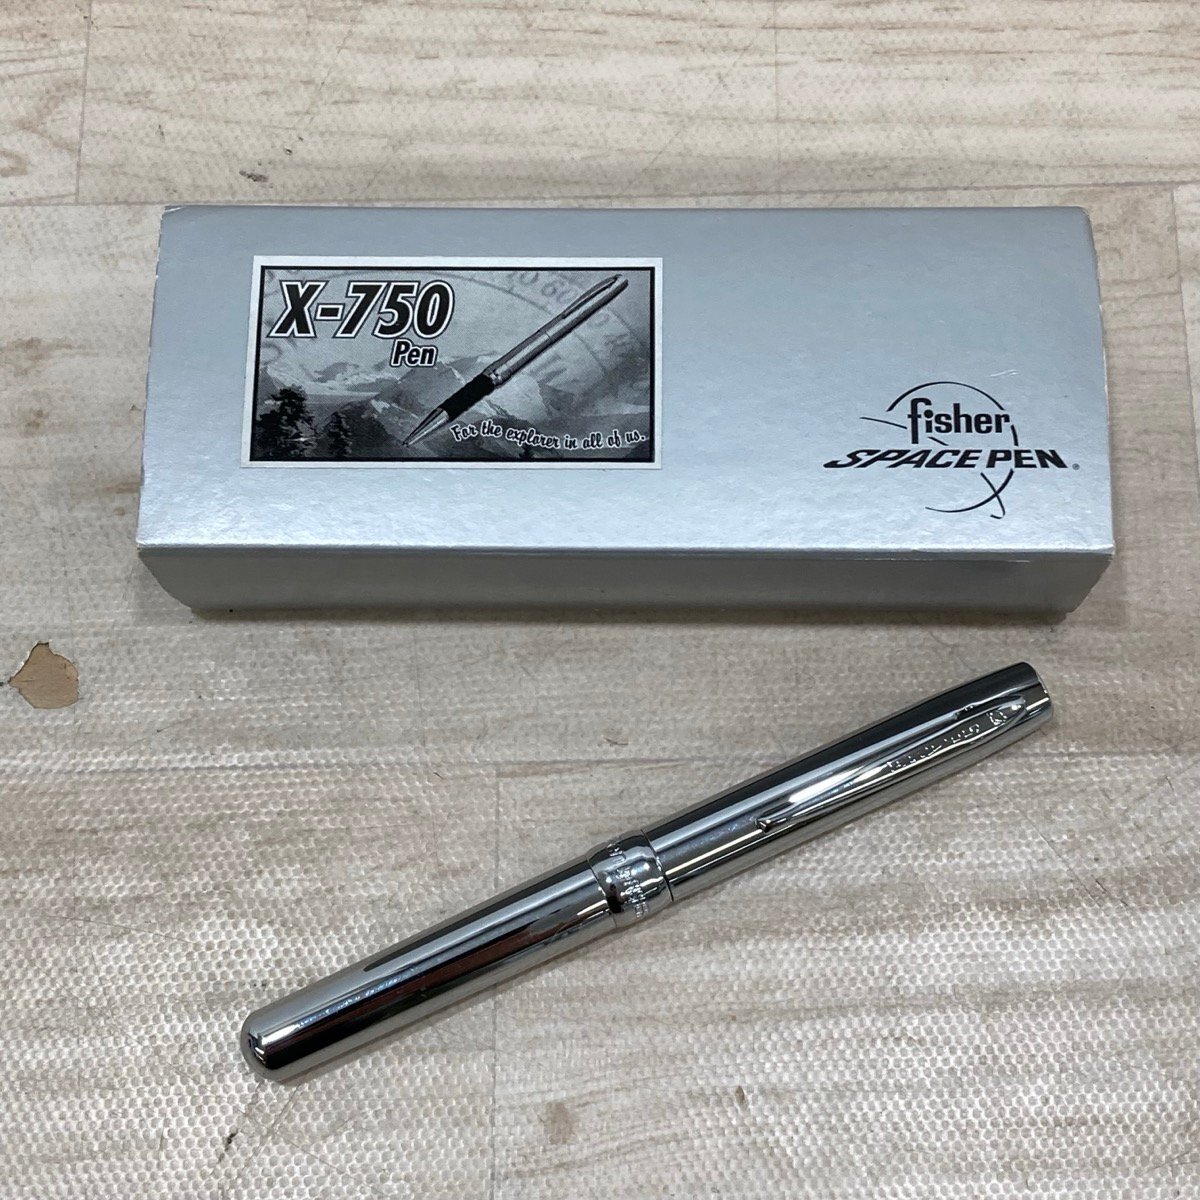 X-750
Pen
For the explorer in all of us.
fisher
SPACE PEN®